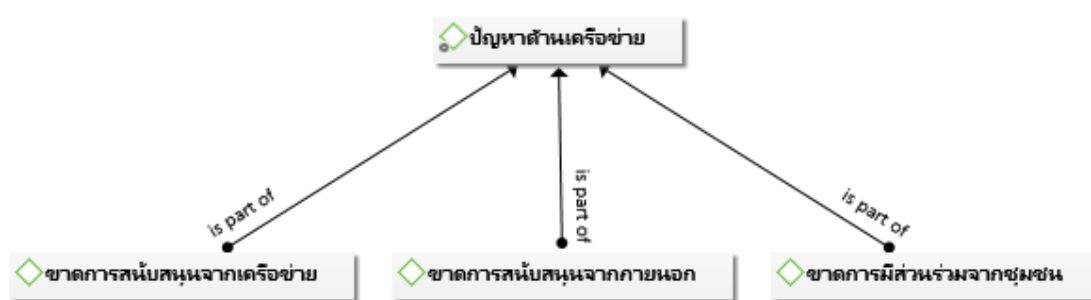 ปัญหาด้านเครือข่าย
is part of
is part of
is part of
ขาดการสนับสนุนจากเครือข่าย
ขาดการสนับสนุนจากภายนอก
ขาดการมีส่วนร่วมจากชุมชน